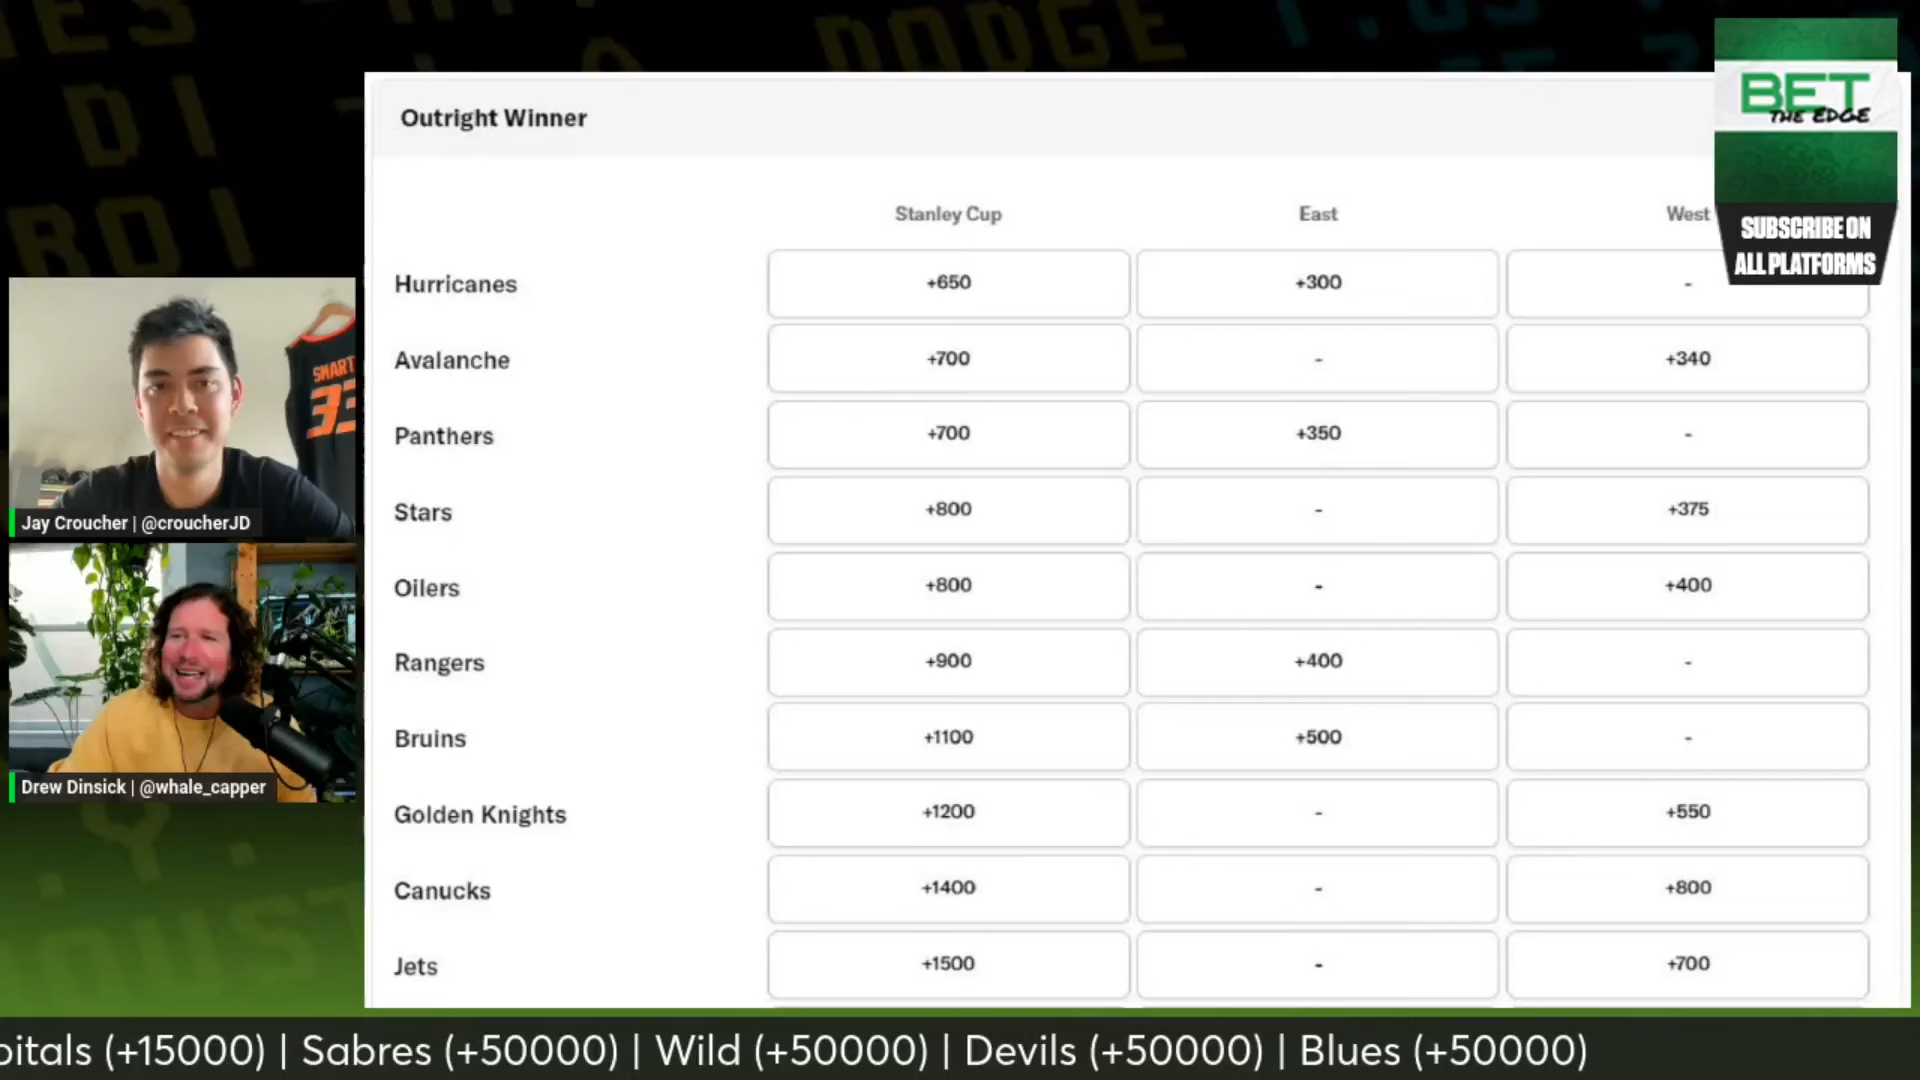 DODGE
BET
THE EDGE
SUBSCRIBE ON
ALL PLATFORMS
Outright Winner
Stanley Cup East West
Hurricanes +650 +300 -
Avalanche +700 - +340
Panthers +700 +350 -
Stars +800 - +375
Oilers +800 - +400
Rangers +900 +400 -
Bruins +1100 +500 -
Golden Knights +1200 - +550
Canucks +1400 - +800
Jets +1500 - +700
SMART
33
Jay Croucher | @croucherJD
Drew Dinsick | @whale_capper
pitals (+15000) | Sabres (+50000) | Wild (+50000) | Devils (+50000) | Blues (+50000)